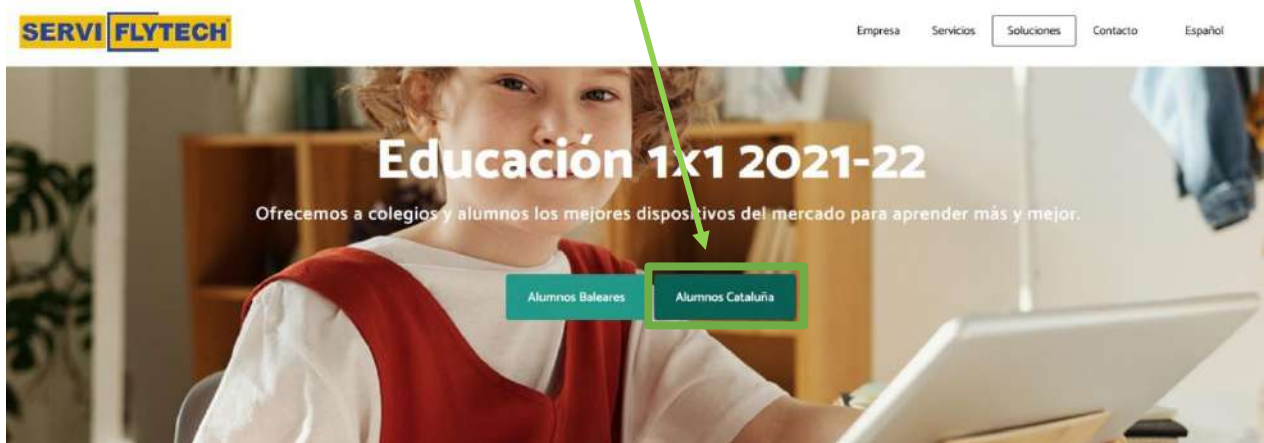 SERVI FLYTECH
Empresa Servicios Soluciones Contacto Español
Educación 1x1 2021-22
Ofrecemos a colegios y alumnos los mejores dispositivos del mercado para aprender más y mejor.
Alumnos Baleares Alumnos Cataluña